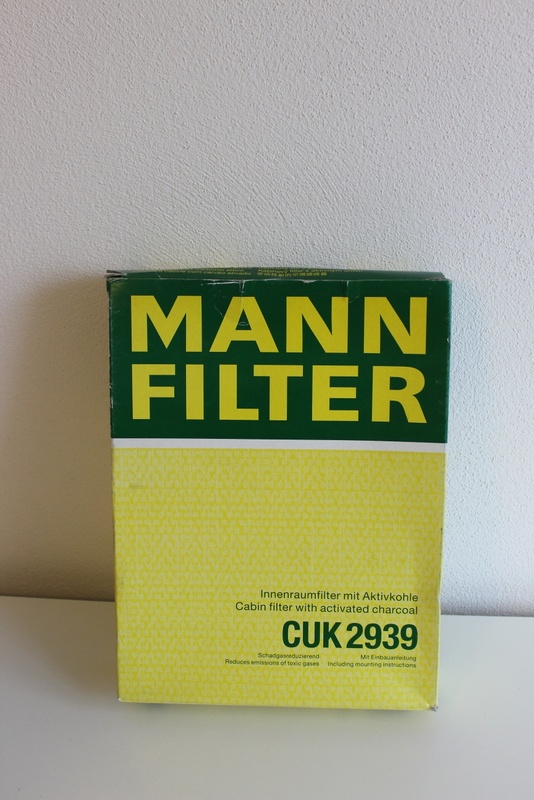 MANN
FILTER
Innenraumfilter mit Aktivkohle
Cabin filter with activated charcoal
CUK 2939
Schadgasreduzierend
Reduces emissions of toxic gases
Mit Einbauanleitung
Including mounting instructions